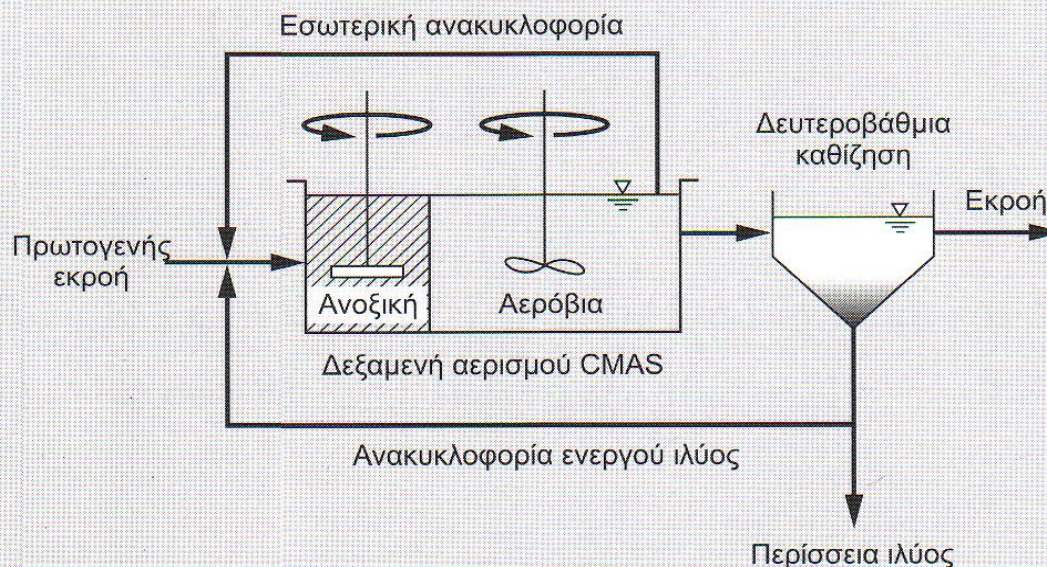 Εσωτερική ανακυκλοφορία
Δευτεροβάθμια
καθίζηση
Εκροή
Πρωτογενής
εκροή
Ανοξική
Αερόβια
Δεξαμενή αερισμού CMAS
Ανακυκλοφορία ενεργού ιλύος
Περίσσεια ιλύος